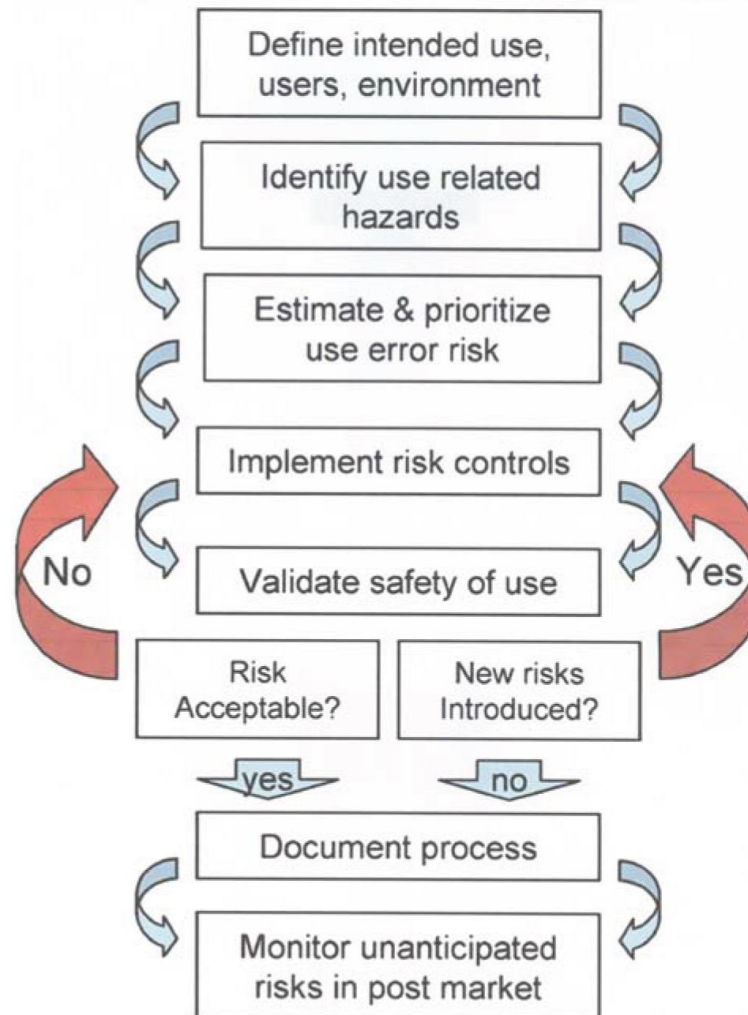 Define intended use,
users, environment
Identify use related
hazards
Estimate & prioritize
use error risk
Implement risk controls
No
Yes
Validate safety of use
Risk
Acceptable?
New risks
Introduced?
yes
no
Document process
Monitor unanticipated
risks in post market